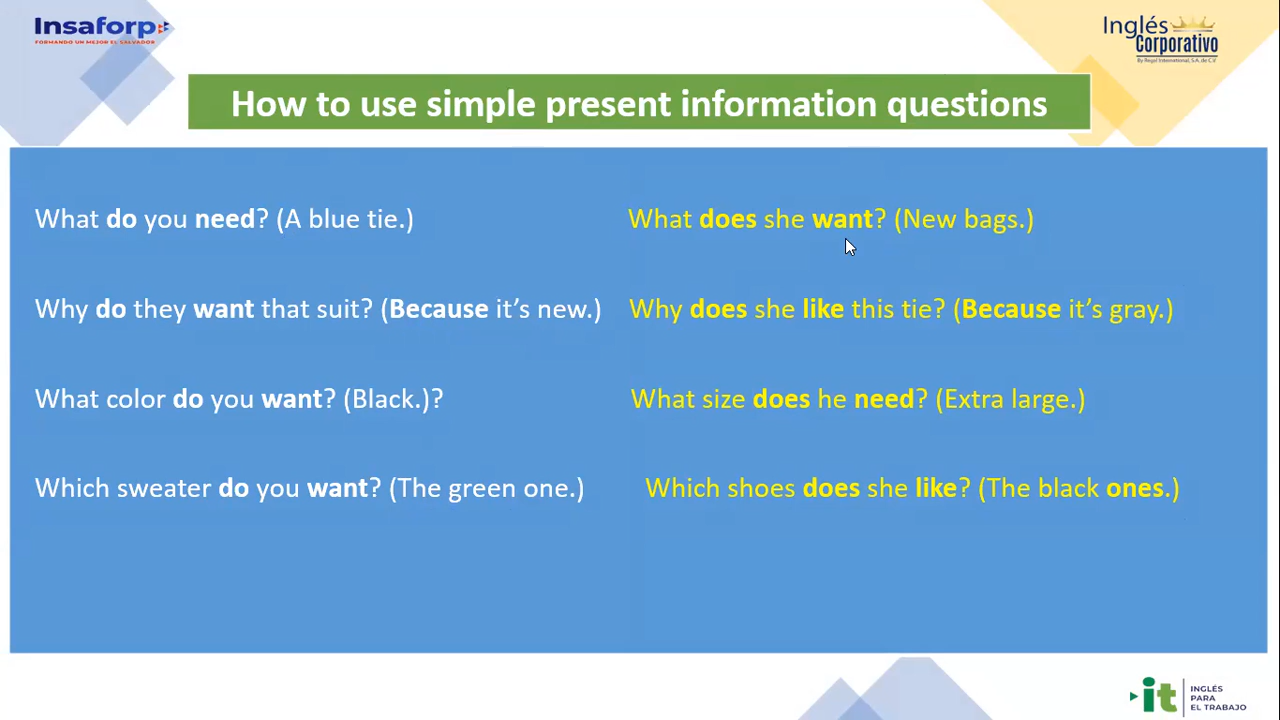 Insaforp
FORMANDO UN MEJOR EL SALVADOR
Inglés
Corporativo
By Regal International, S.A. de C.V.
How to use simple present information questions
What do you need? (A blue tie.)
What does she want? (New bags.)
Why do they want that suit? (Because it's new.)
Why does she like this tie? (Because it's gray.)
What color do you want? (Black.)?
What size does he need? (Extra large.)
Which sweater do you want? (The green one.)
Which shoes does she like? (The black ones.)
it
INGLÉS
PARA
EL TRABAJO